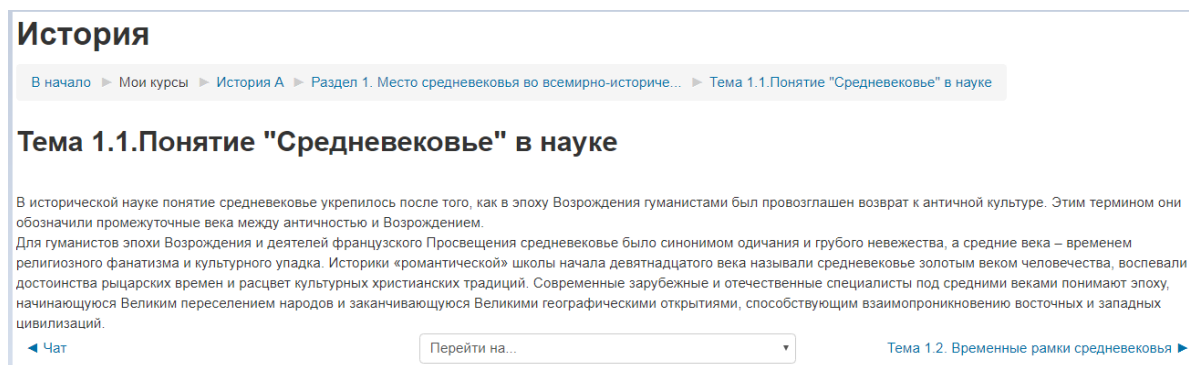 История
В начало ► Мои курсы ► История А ► Раздел 1. Место средневековья во всемирно-историче... ► Тема 1.1.Понятие "Средневековье" в науке
Тема 1.1.Понятие "Средневековье" в науке
В исторической науке понятие средневековье укрепилось после того, как в эпоху Возрождения гуманистами был провозглашен возврат к античной культуре. Этим термином они
обозначили промежуточные века между античностью и Возрождением.
Для гуманистов эпохи Возрождения и деятелей французского Просвещения средневековье было синонимом одичания и грубого невежества, а средние века – временем
религиозного фанатизма и культурного упадка. Историки «романтической» школы начала девятнадцатого века называли средневековье золотым веком человечества, воспевали
достоинства рыцарских времен и расцвет культурных христианских традиций. Современные зарубежные и отечественные специалисты под средними веками понимают эпоху,
начинающуюся Великим переселением народов и заканчивающуюся Великими географическими открытиями, способствующим взаимопроникновению восточных и западных
цивилизаций.
◄ Чат Перейти на... Тема 1.2. Временные рамки средневековья ►